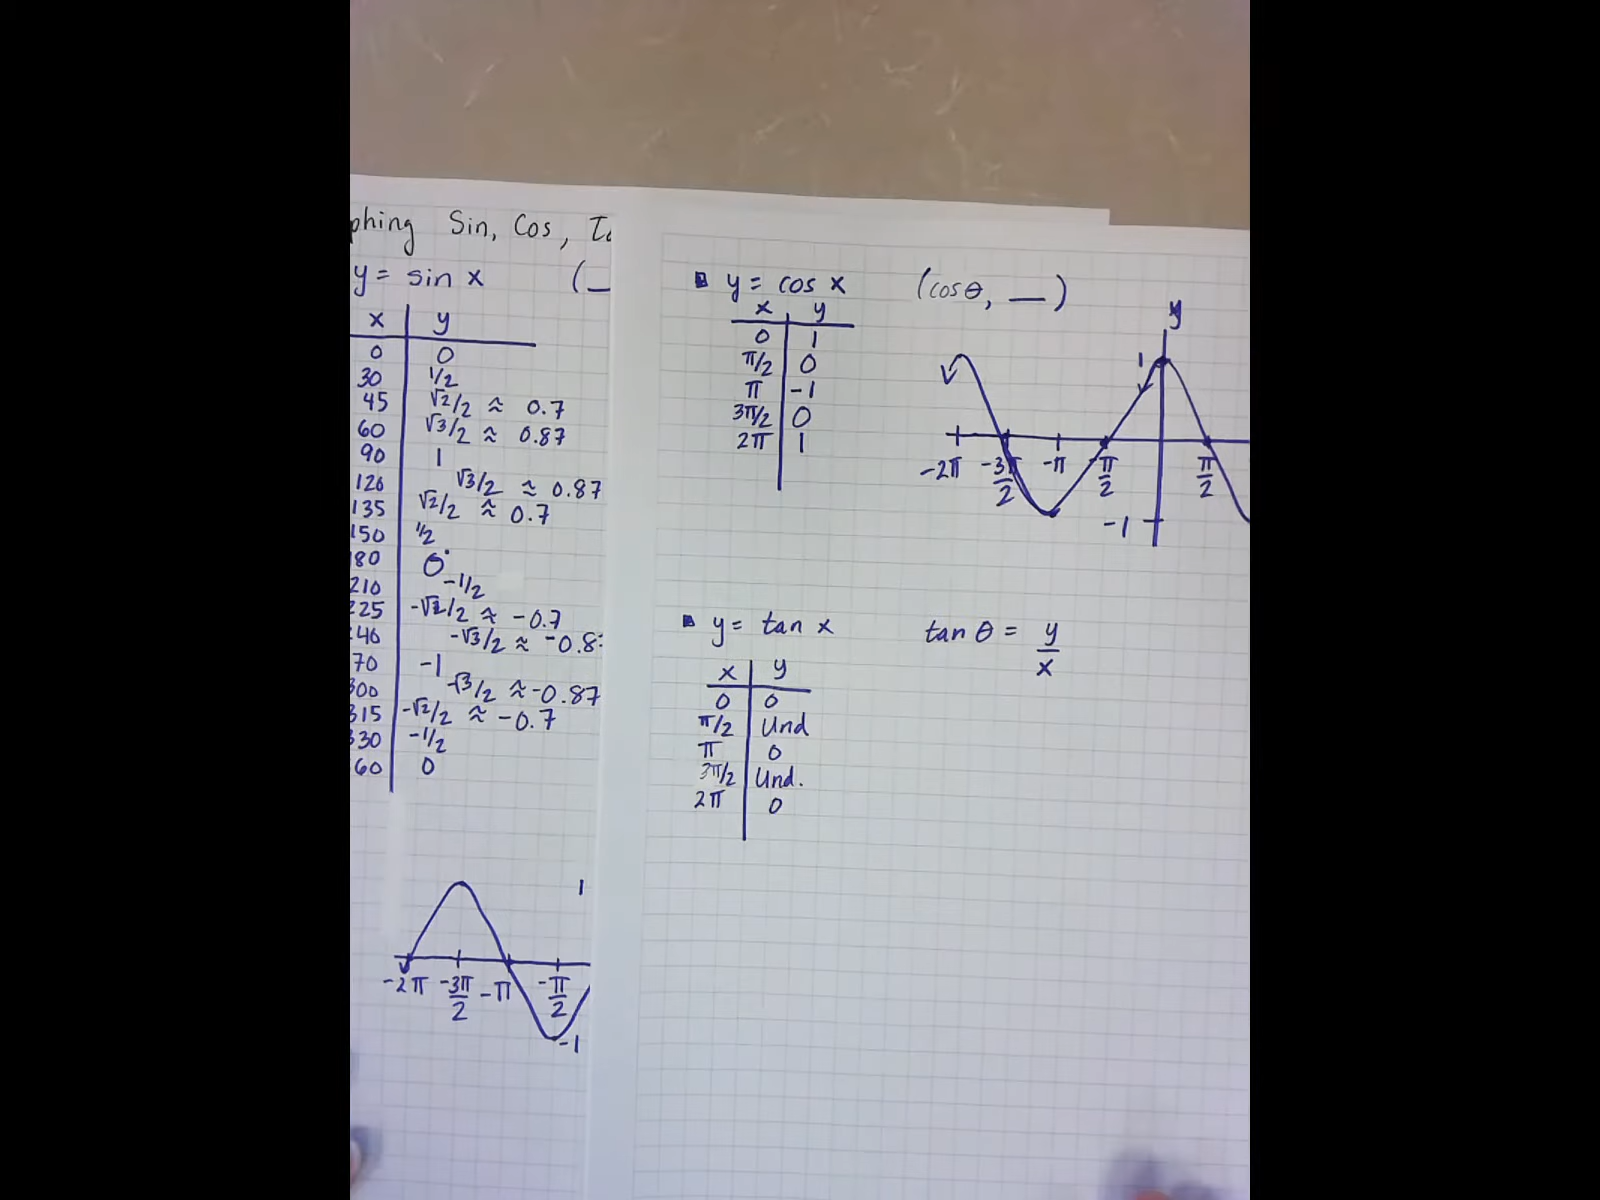 phing Sin, Cos, Ta
y = sin x (_
x y
0 0
30 1/2
45 √2/2 ≈ 0.7
60 √3/2 ≈ 0.87
90 1
120 √3/2 ≈ 0.87
135 √2/2 ≈ 0.7
150 1/2
180 0
210 -1/2
225 -√2/2 ≈ -0.7
240 -√3/2 ≈ -0.8
70 -1
300 -√3/2 ≈ -0.87
315 -√2/2 ≈ -0.7
330 -1/2
60 0
1
-2π -3π/2 -π -π/2
-1
y = cos x (cosθ, __)
x y
0 1
π/2 0
π -1
3π/2 0
2π 1
y
1
-2π -3π/2 -π -π/2 π/2
-1
y = tan x tan θ = y/x
x y
0 0
π/2 Und
π 0
3π/2 Und.
2π 0